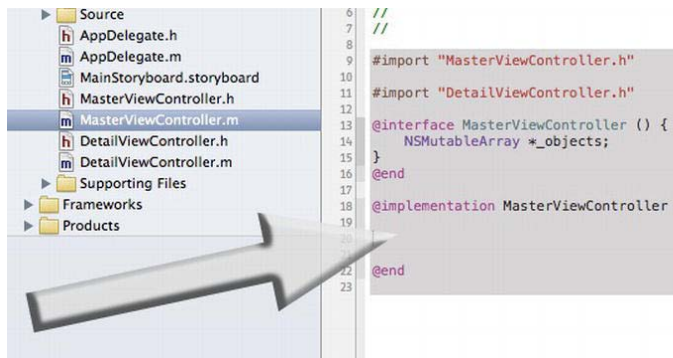 Source
AppDelegate.h
AppDelegate.m
MainStoryboard.storyboard
MasterViewController.h
MasterViewController.m
DetailViewController.h
DetailViewController.m
Supporting Files
Frameworks
Products
6 //
7 //
8
9 #import "MasterViewController.h"
10
11 #import "DetailViewController.h"
12
13 @interface MasterViewController () {
14 NSMutableArray *_objects;
15 }
16 @end
17
18 @implementation MasterViewController
19
20
22 @end
23